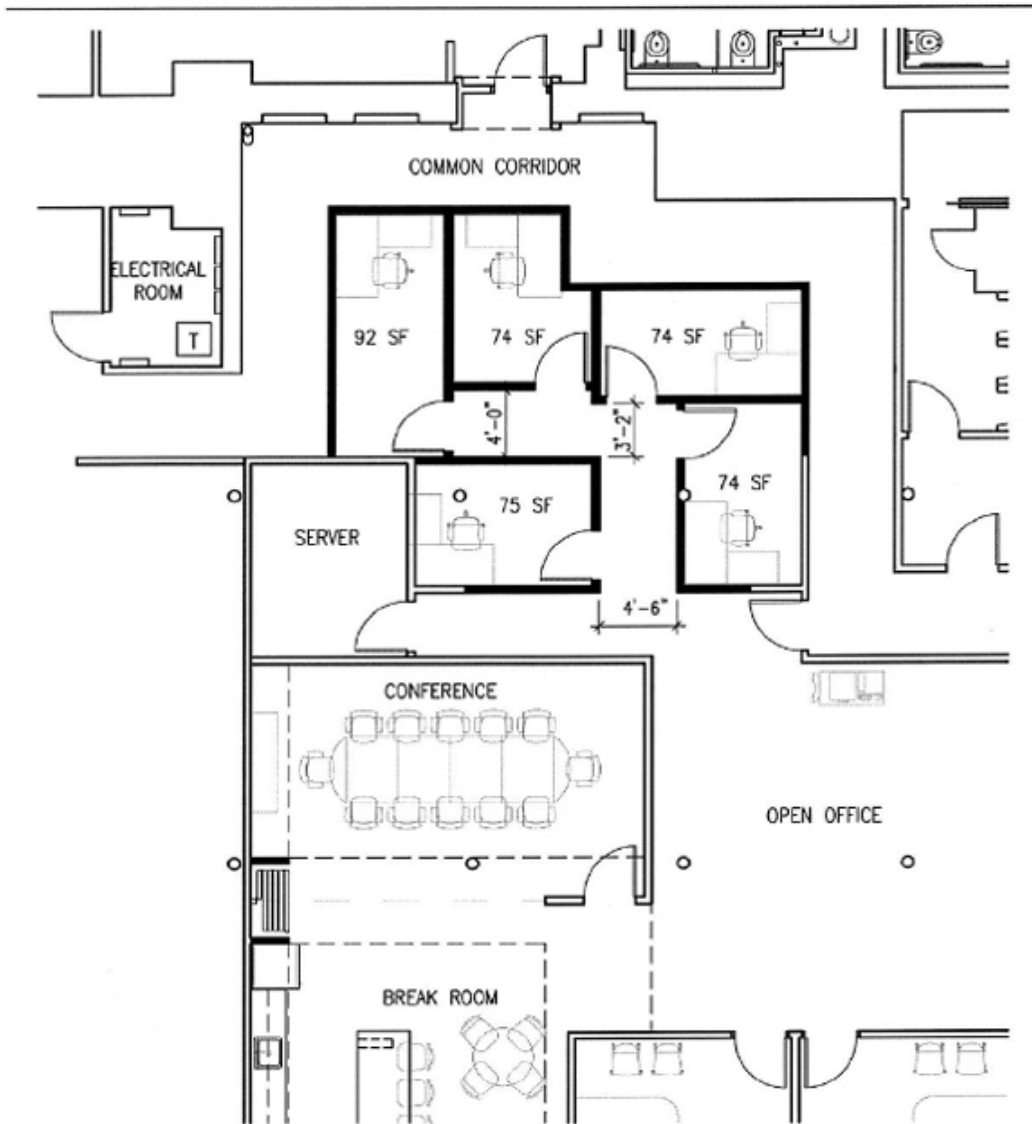 COMMON CORRIDOR
ELECTRICAL
ROOM
T
92 SF
74 SF
74 SF
4'-0"
3'-2"
74 SF
75 SF
SERVER
4'-6"
CONFERENCE
OPEN OFFICE
BREAK ROOM